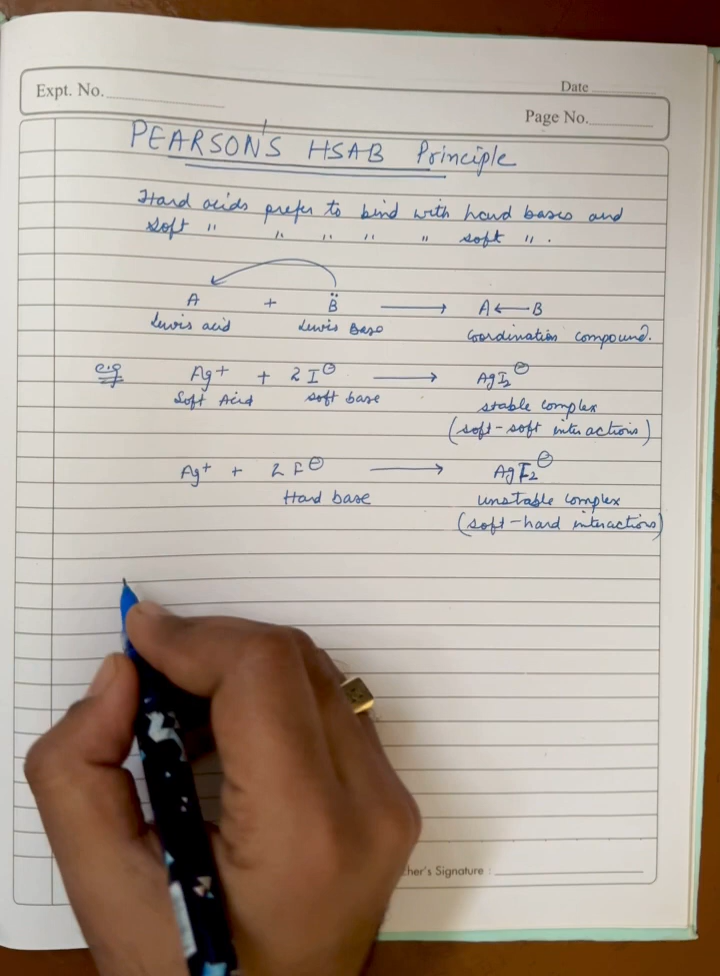 Expt. No.
Date
Page No.
PEARSON'S HSAB Principle
Hard acids prefer to bind with hard bases and
soft " " " " " soft " .
A + B̈ ⟶ A ⟵ B
Lewis acid Lewis Base Coordination compound.
e.g Ag⁺ + 2 I⊖ ⟶ AgI₂⊖
Soft Acid soft base stable complex
(soft-soft interactions)
Ag⁺ + 2 F⊖ ⟶ AgF₂⊖
Hard base unstable complex
(soft-hard interactions)
cher's Signature :